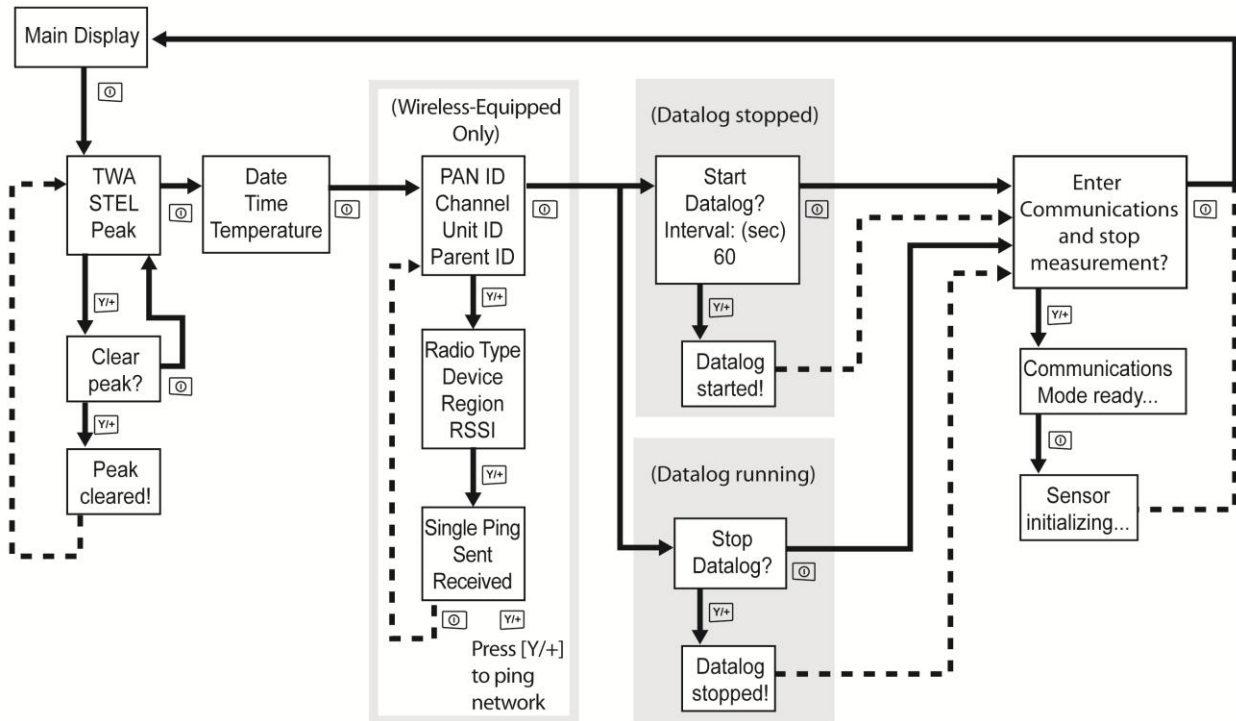 Main Display
TWA
STEL
Peak
Y/+
Clear
peak?
Y/+
Peak
cleared!
Date
Time
Temperature
(Wireless-Equipped
Only)
PAN ID
Channel
Unit ID
Parent ID
Y/+
Radio Type
Device
Region
RSSI
Y/+
Single Ping
Sent
Received
Y/+
Press [Y/+]
to ping
network
(Datalog stopped)
Start
Datalog?
Interval: (sec)
60
Y/+
Datalog
started!
(Datalog running)
Stop
Datalog?
Y/+
Datalog
stopped!
Enter
Communications
and stop
measurement?
Y/+
Communications
Mode ready...
Sensor
initializing...